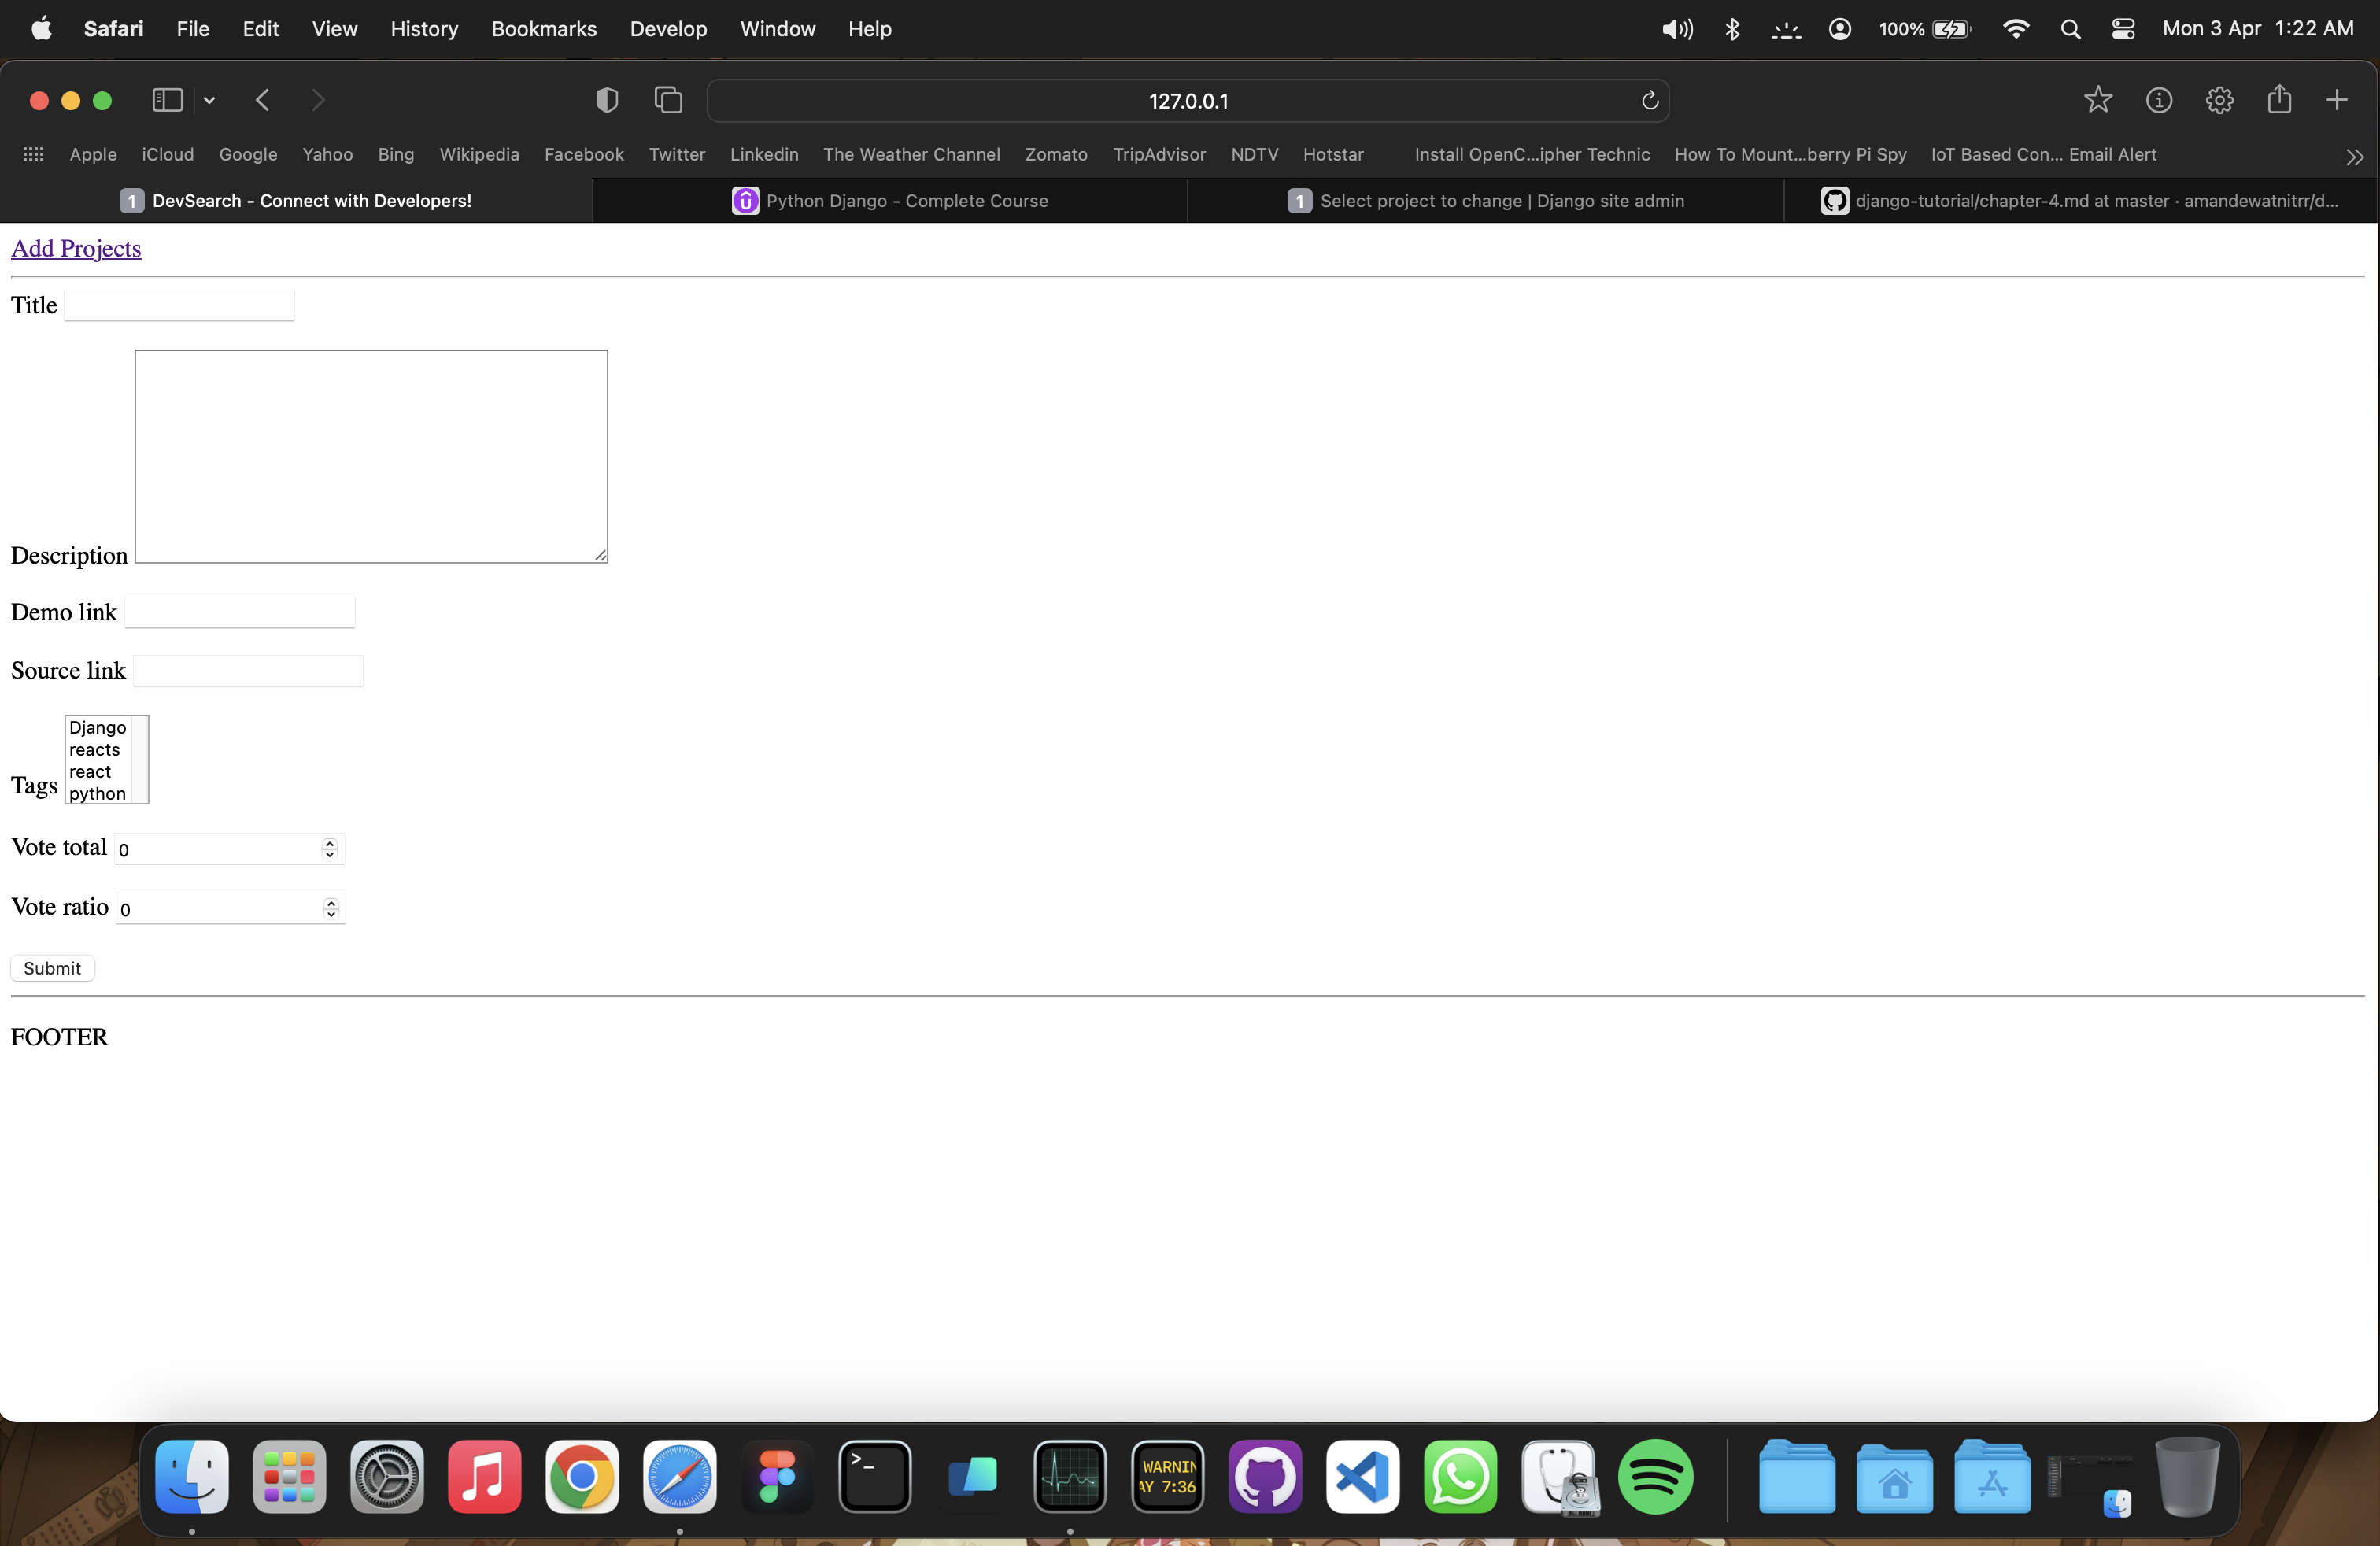 Safari File Edit View History Bookmarks Develop Window Help 100% Mon 3 Apr 1:22 AM
127.0.0.1
Apple iCloud Google Yahoo Bing Wikipedia Facebook Twitter Linkedin The Weather Channel Zomato TripAdvisor NDTV Hotstar Install OpenC...ipher Technic How To Mount...berry Pi Spy IoT Based Con... Email Alert
1 DevSearch - Connect with Developers! Python Django - Complete Course 1 Select project to change | Django site admin django-tutorial/chapter-4.md at master · amandewatnitrr/d...
Add Projects
Title
Description
Demo link
Source link
Django
reacts
react
python
Tags
Vote total 0
Vote ratio 0
Submit
FOOTER
WARNIN
AY 7:36